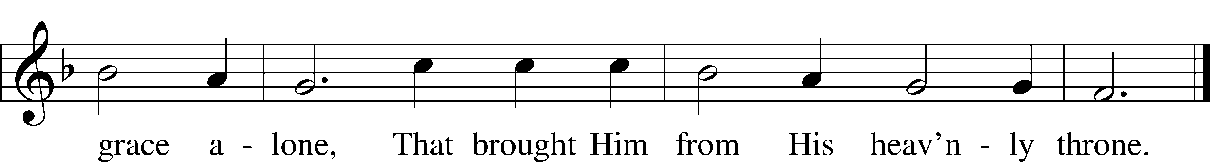 grace a - lone, That brought Him from His heav'n - ly throne.